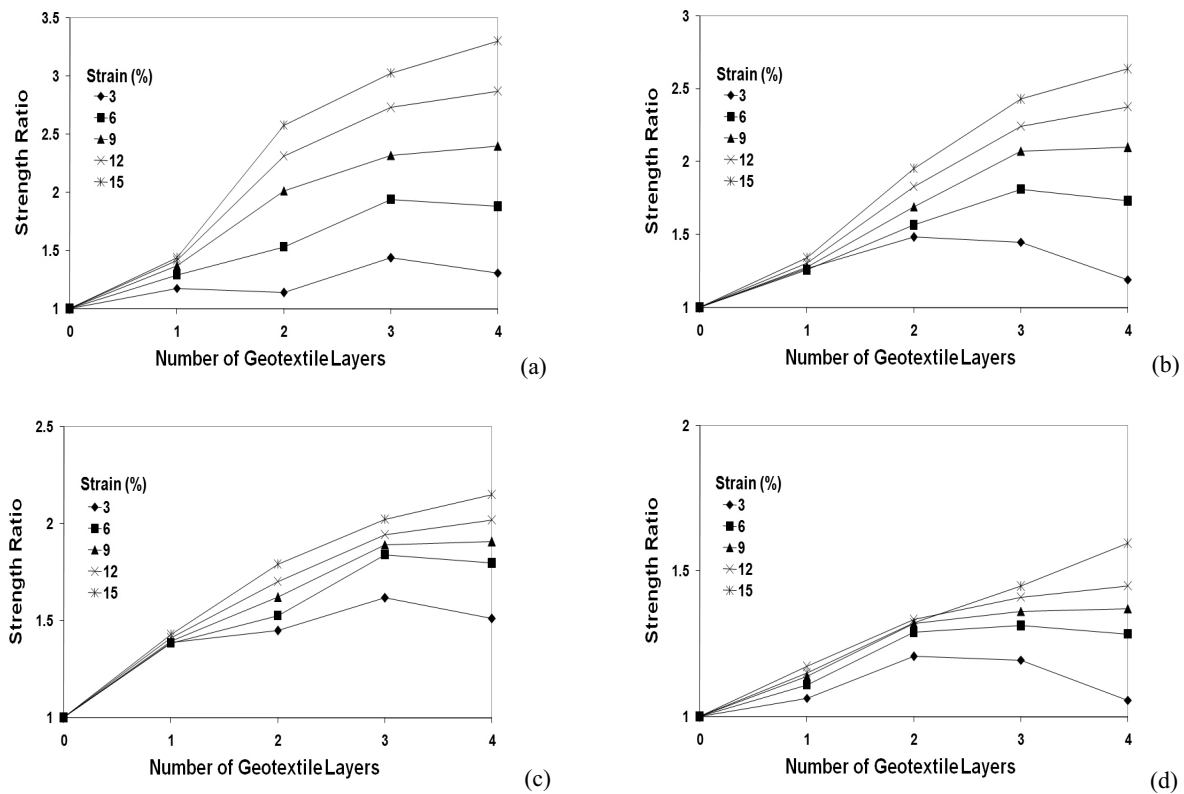 3.5
3
2.5
2
1.5
1
Strength Ratio
Strain (%)
3
6
9
12
15
0 1 2 3 4
Number of Geotextile Layers
(a)
3
2.5
2
1.5
1
Strength Ratio
Strain (%)
3
6
9
12
15
0 1 2 3 4
Number of Geotextile Layers
(b)
2.5
2
1.5
1
Strength Ratio
Strain (%)
3
6
9
12
15
0 1 2 3 4
Number of Geotextile Layers
(c)
2
1.5
1
Strength Ratio
Strain (%)
3
6
9
12
15
0 1 2 3 4
Number of Geotextile Layers
(d)